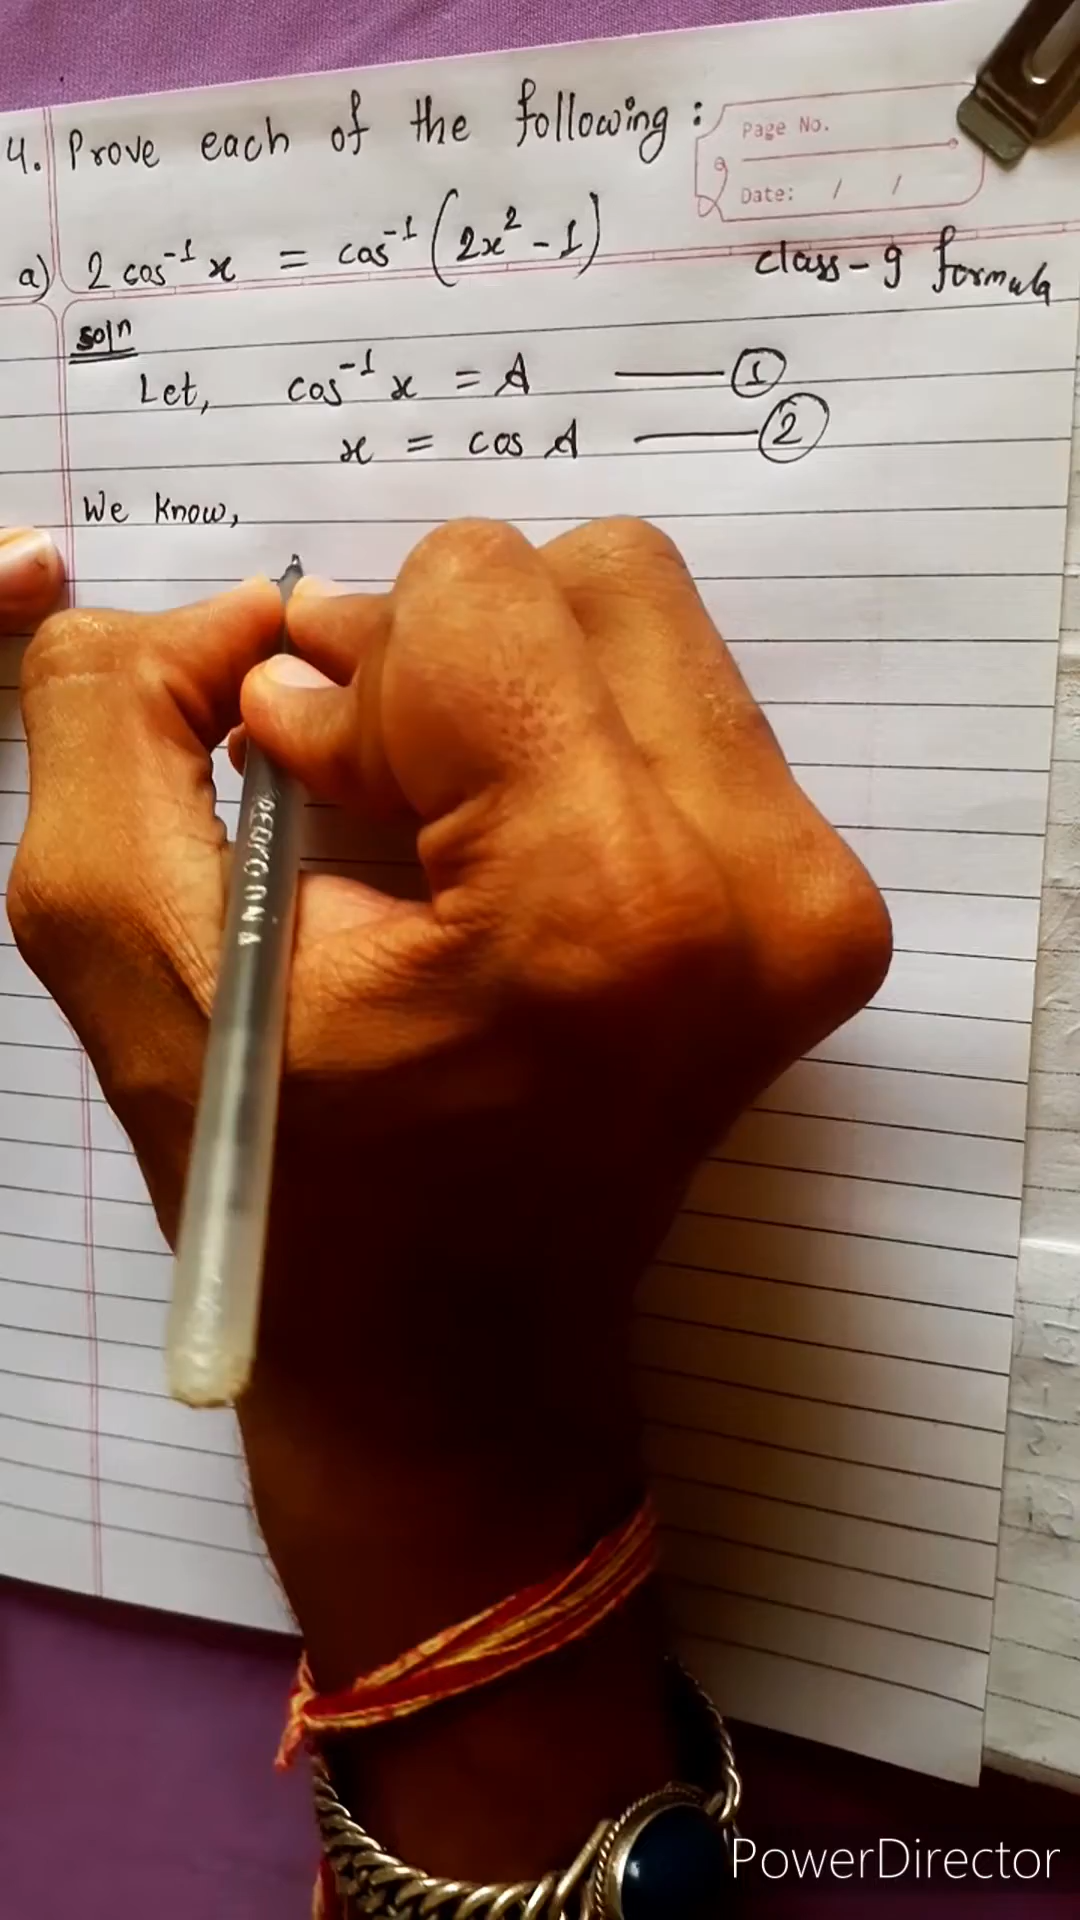 4. Prove each of the following :
Page No.
Date: / /
a) 2 cos⁻¹ x = cos⁻¹ (2x² - 1)
class - 9 formula
soln
Let, cos⁻¹ x = A —— ①
x = cos A —— ②
We know,
PowerDirector